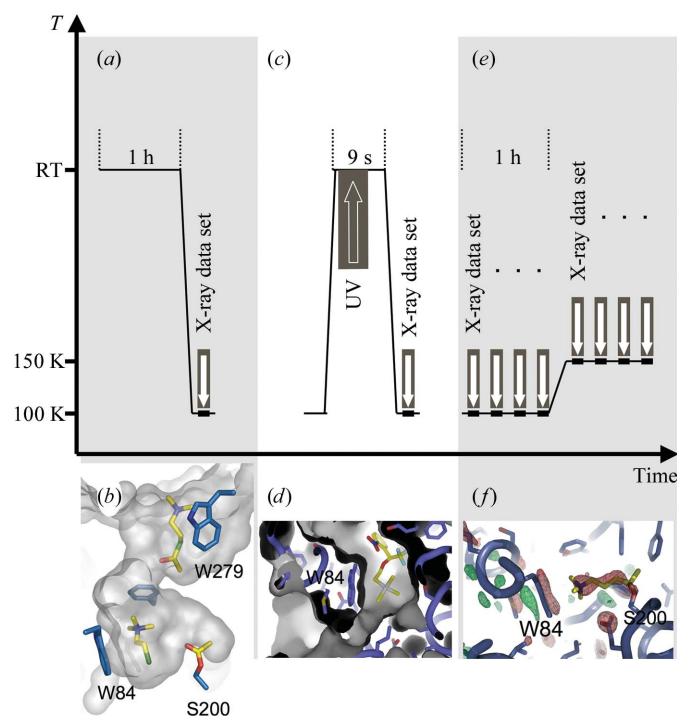 T
(a)
(c)
(e)
1 h
9 s
1 h
RT
X-ray data set
UV
X-ray data set
X-ray data set
. . . .
X-ray data set
. . . .
150 K
100 K
Time
(b)
W279
W84
S200
(d)
W84
(f)
W84
S200